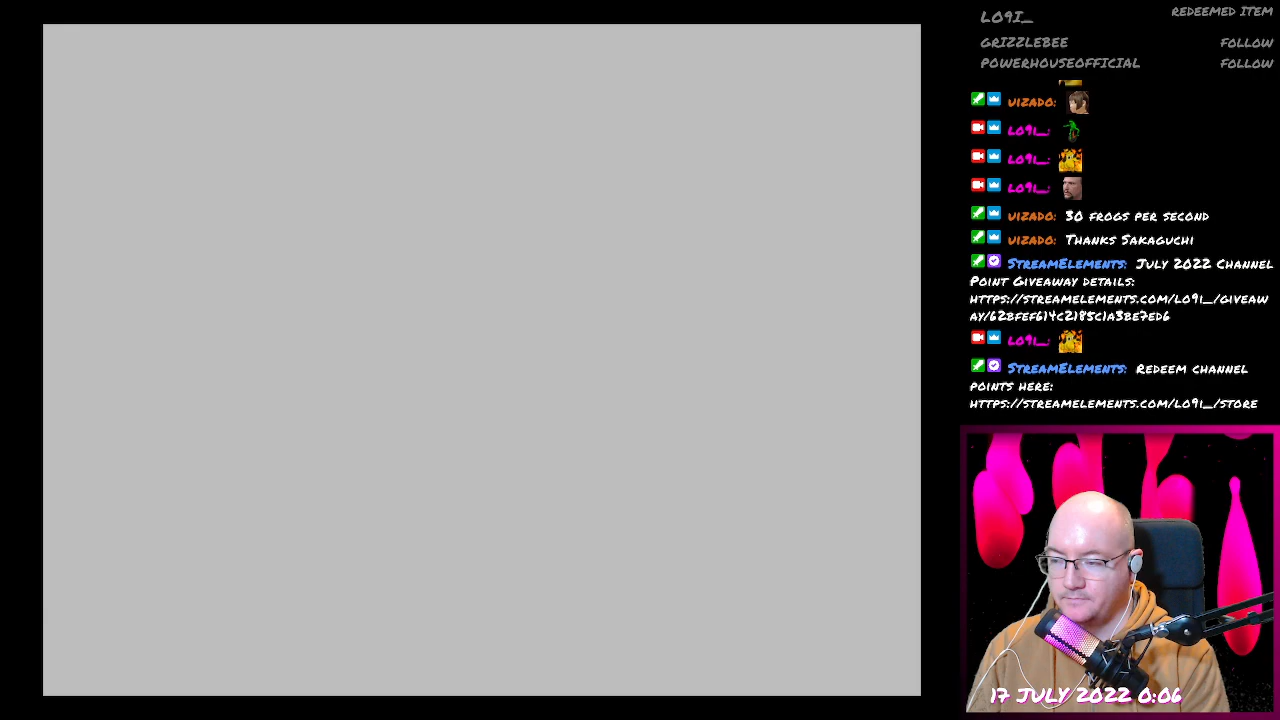 LO9I_ REDEEMED ITEM
GRIZZLEBEE FOLLOW
POWERHOUSEOFFICIAL FOLLOW
VIZADO:
LO9I_:
LO9I_:
LO9I_:
VIZADO: 30 FROGS PER SECOND
VIZADO: THANKS SAKAGUCHI
STREAMELEMENTS: JULY 2022 CHANNEL
POINT GIVEAWAY DETAILS:
HTTPS://STREAMELEMENTS.COM/LO9I_/GIVEAW
AY/62BFEF614C2185C1A3BE7ED6
LO9I_:
STREAMELEMENTS: REDEEM CHANNEL
POINTS HERE:
HTTPS://STREAMELEMENTS.COM/LO9I_/STORE
17 JULY 2022 0:06